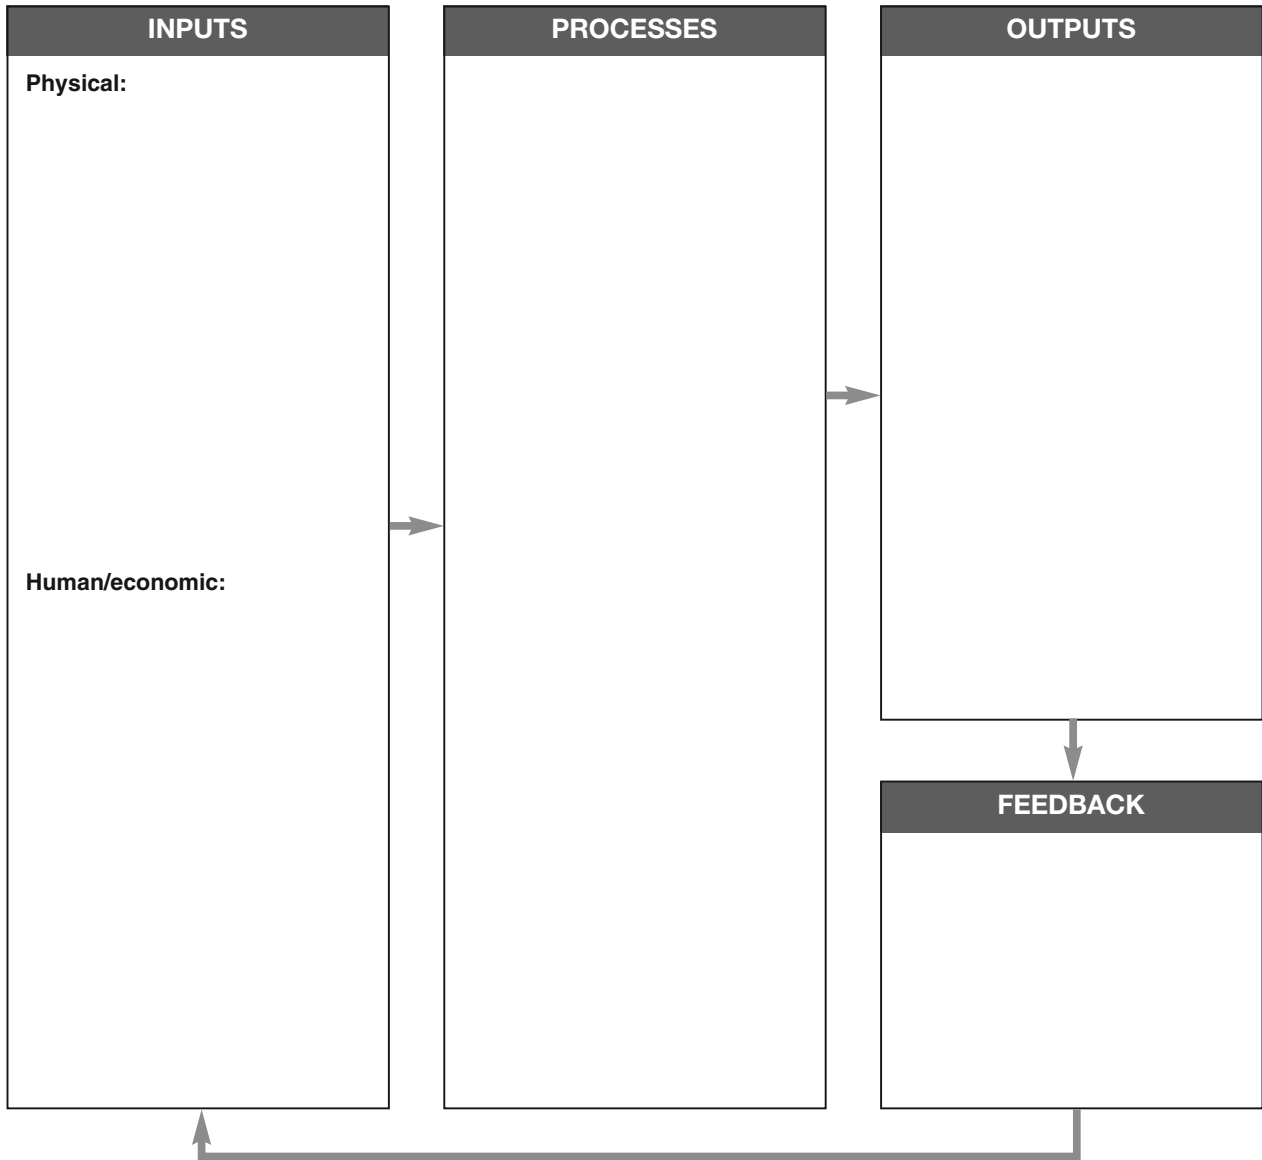 INPUTS
Physical:
Human/economic:
PROCESSES
OUTPUTS
FEEDBACK